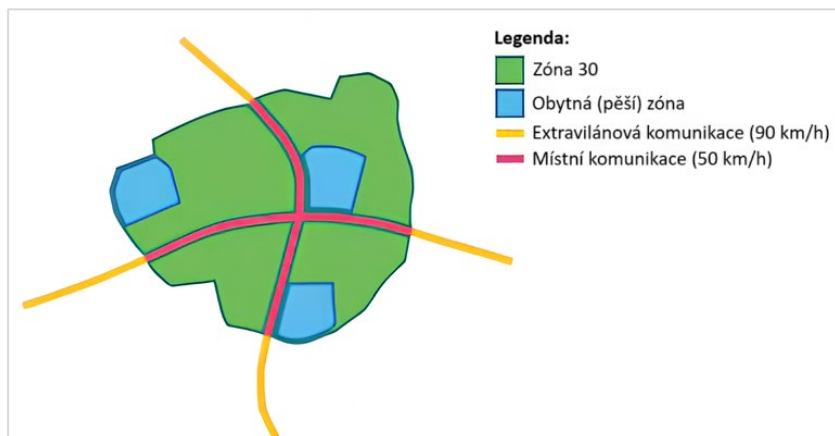 Legenda:
Zóna 30
Obytná (pěší) zóna
Extravilánová komunikace (90 km/h)
Místní komunikace (50 km/h)